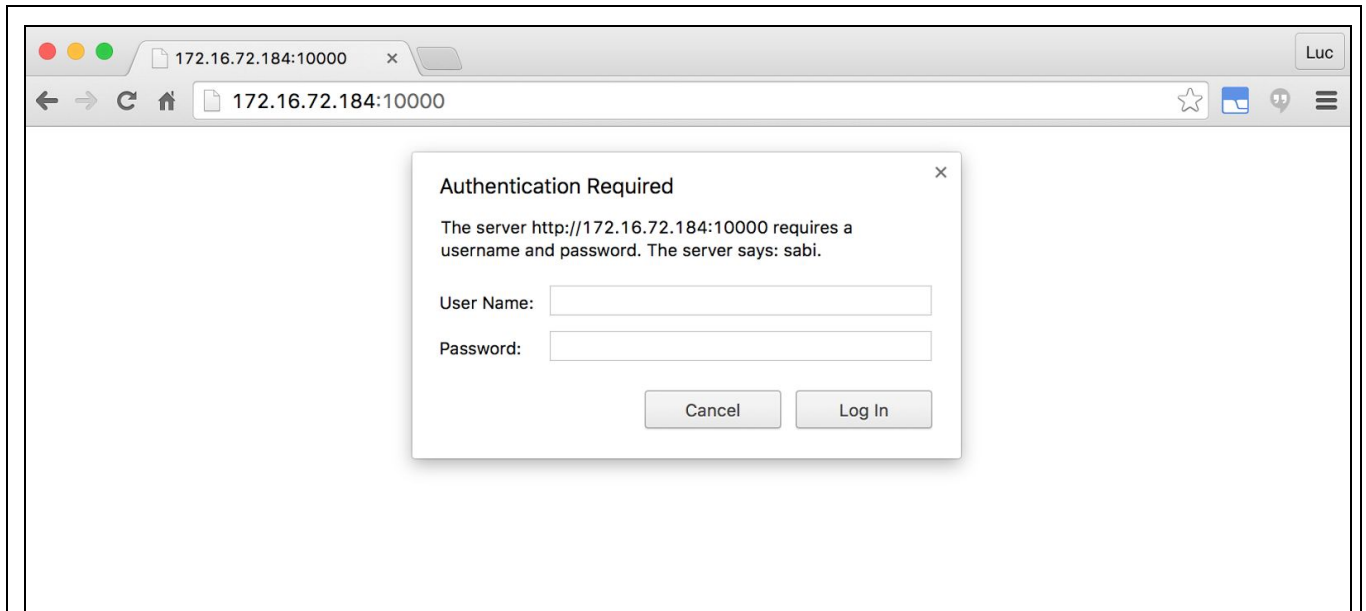 172.16.72.184:10000
Luc
172.16.72.184:10000
Authentication Required
The server http://172.16.72.184:10000 requires a
username and password. The server says: sabi.
User Name:
Password:
Cancel Log In